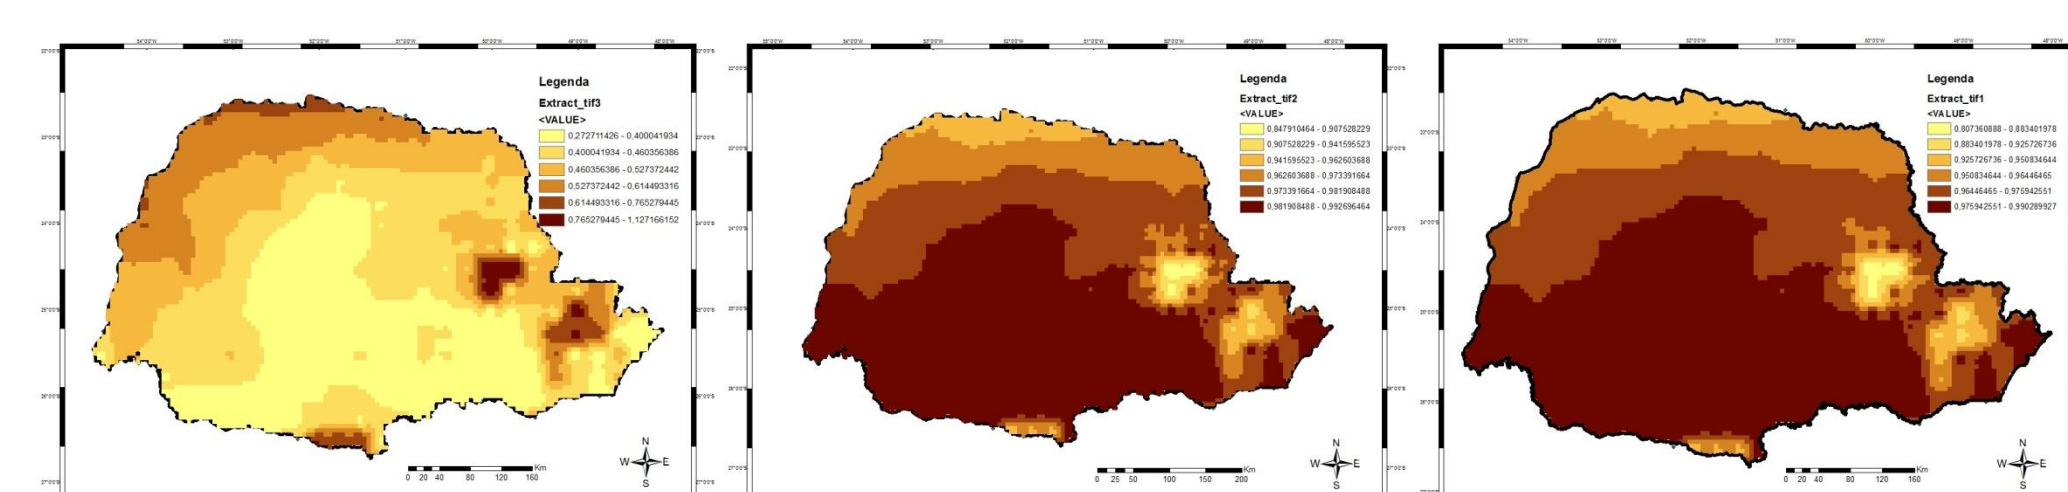 Legenda
Extract_tif3
<VALUE>
0,272711426 - 0,400041934
0,400041934 - 0,460356386
0,460356386 - 0,527372442
0,527372442 - 0,614493316
0,614493316 - 0,765279445
0,765279445 - 1,127166152
N
W E
S
Km
0 20 40 80 120 160
Legenda
Extract_tif2
<VALUE>
0,847910464 - 0,907528229
0,907528229 - 0,941595523
0,941595523 - 0,962603688
0,962603688 - 0,973391664
0,973391664 - 0,981908488
0,981908488 - 0,992696464
N
W E
S
Km
0 25 50 100 150 200
Legenda
Extract_tif1
<VALUE>
0,807360888 - 0,883401978
0,883401978 - 0,925726736
0,925726736 - 0,950834644
0,950834644 - 0,96446465
0,96446465 - 0,975942551
0,975942551 - 0,990289927
N
W E
S
Km
0 20 40 80 120 160